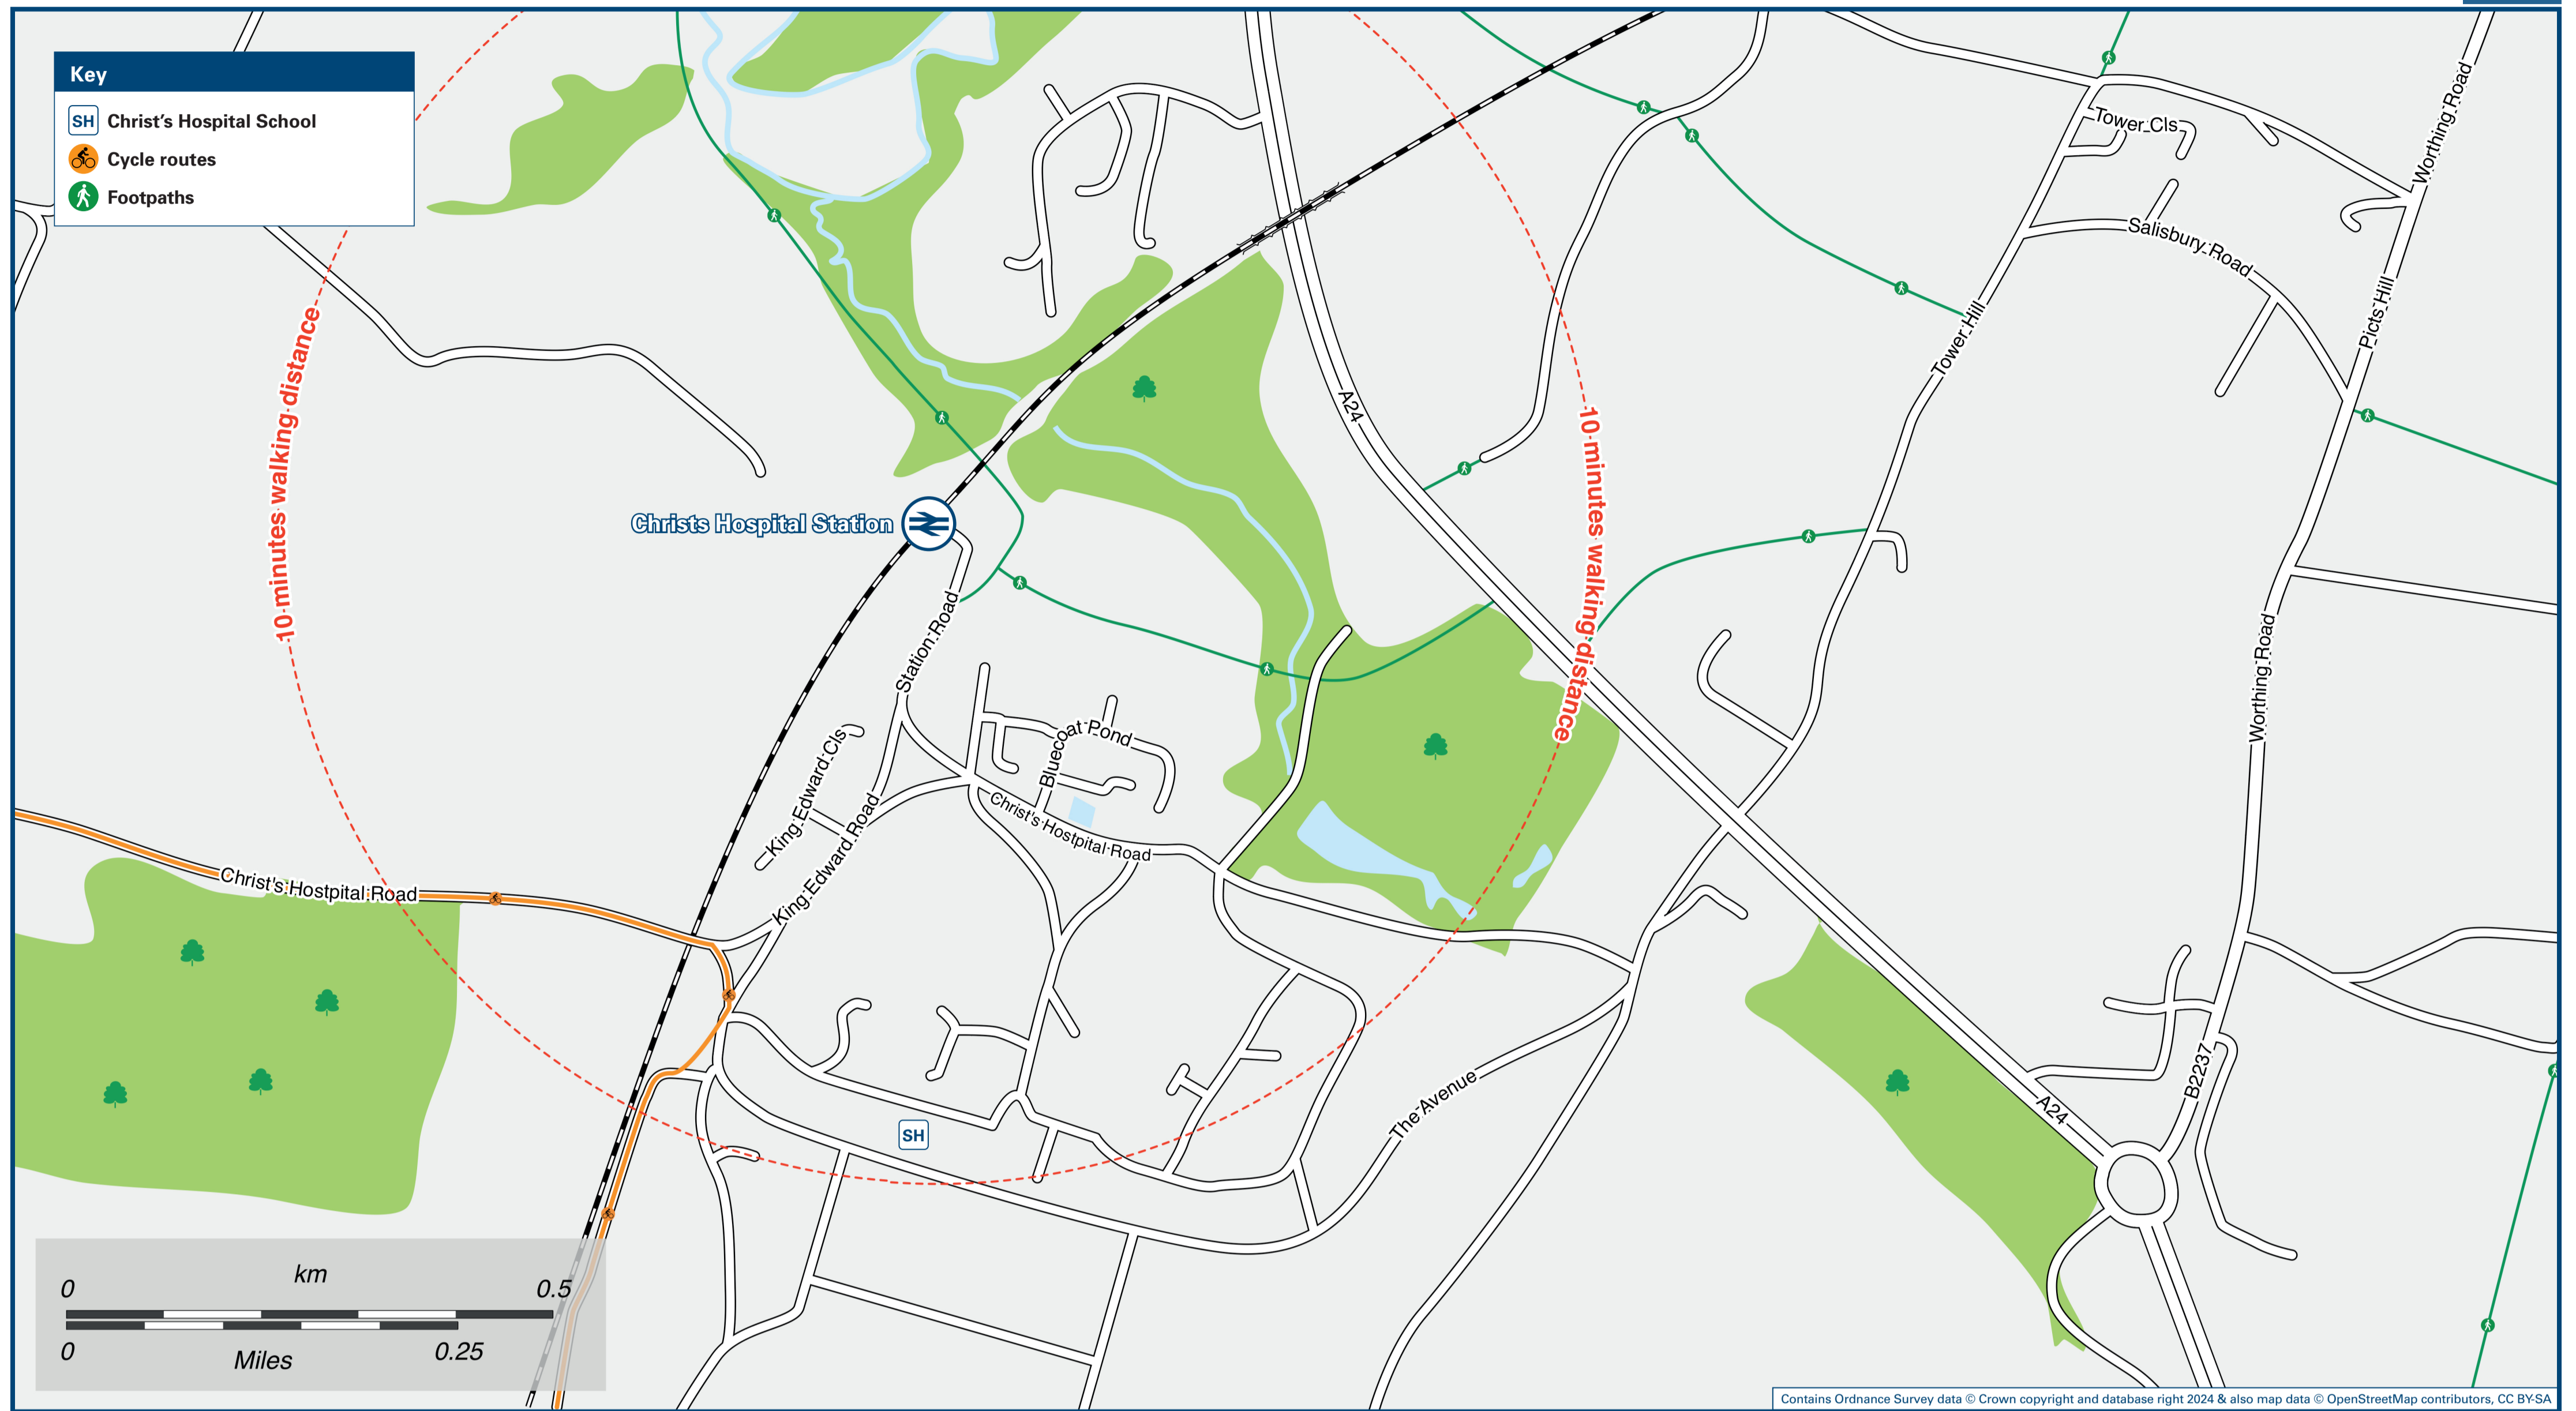 Key
SH Christ's Hospital School
Cycle routes
Footpaths
Tower Cls
Worthing Road
Salisbury Road
Picts Hill
Tower Hill
10 minutes walking distance
A24
10 minutes walking distance
Christs Hospital Station
Station Road
Worthing Road
Bluecoat Pond
King Edward Cls
King Edward Road
Christ's Hostpital Road
Christ's Hostpital Road
King Edward Road
B2237
The Avenue
A24
SH
km
0 0.5
0 0.25
Miles
Contains Ordnance Survey data © Crown copyright and database right 2024 & also map data © OpenStreetMap contributors, CC BY-SA